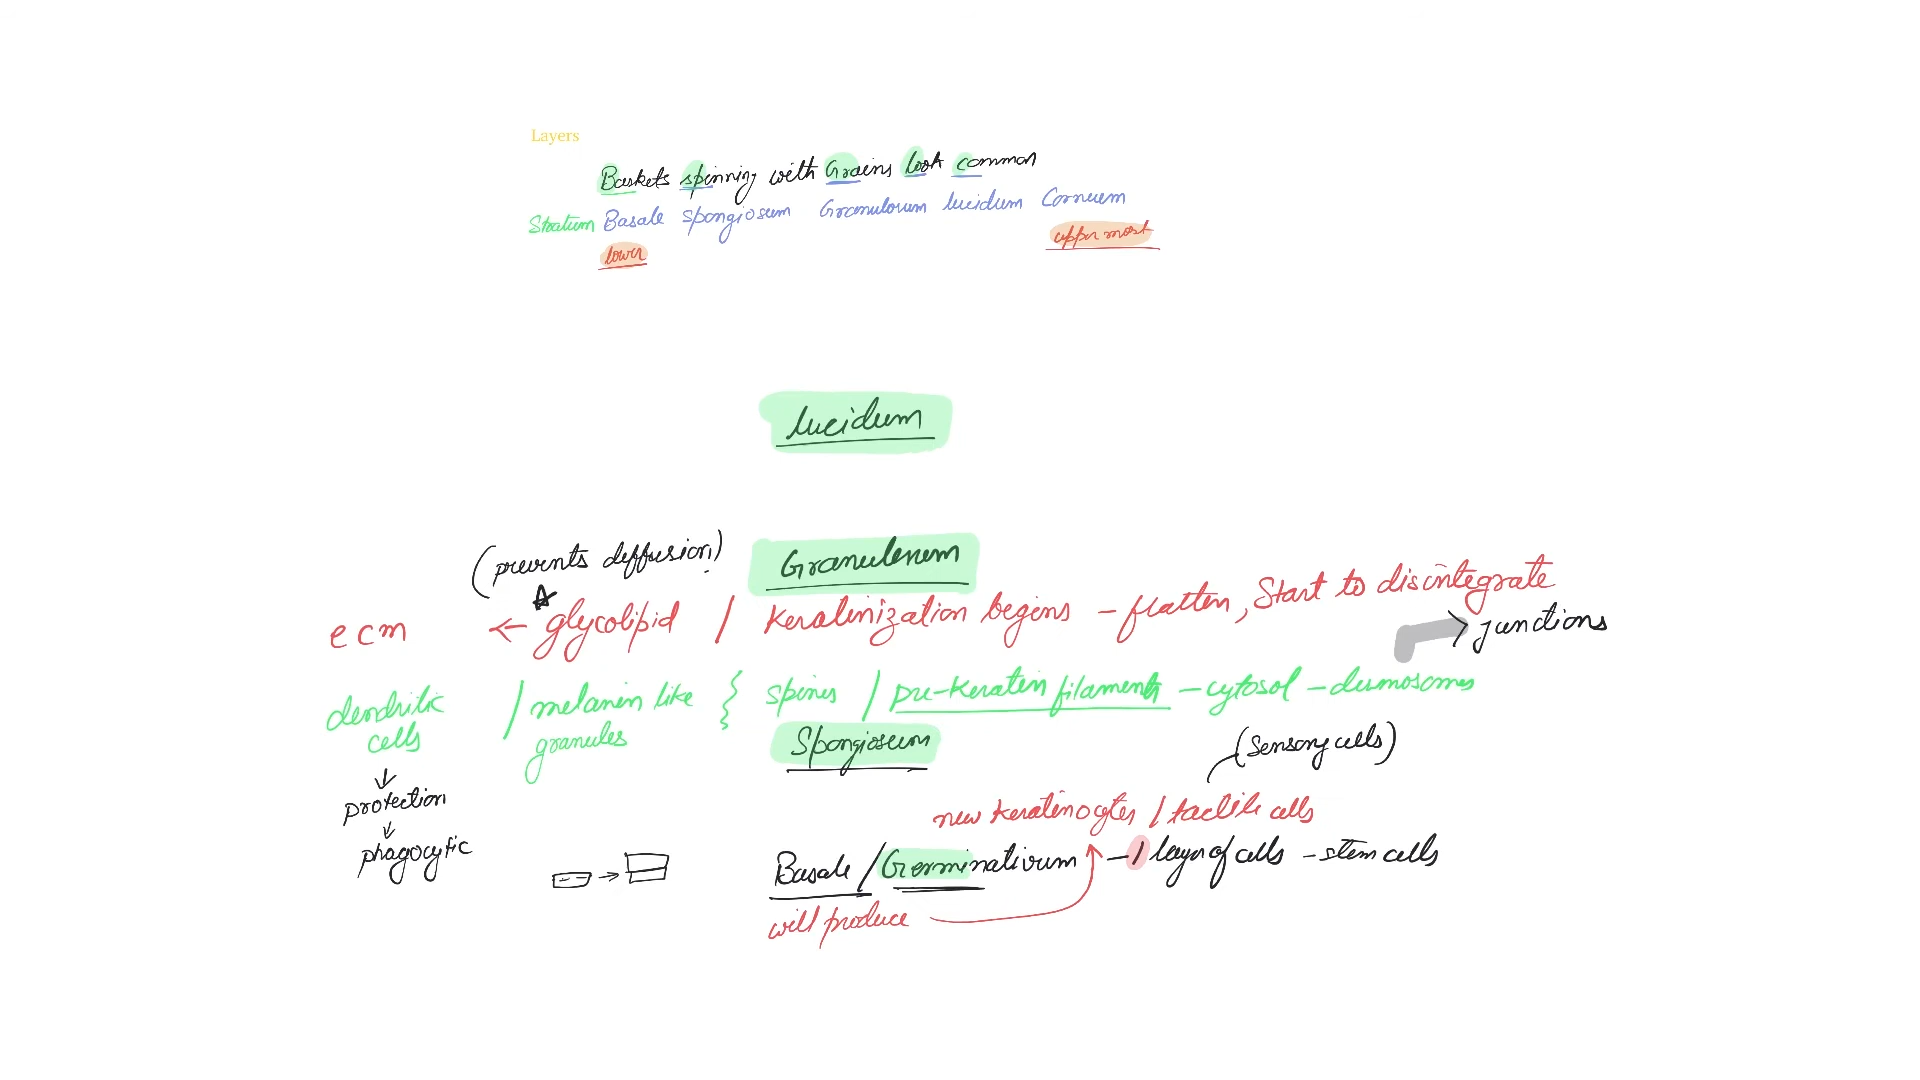 Layers
Baskets spinning with Grains look common
Stratum Basale spongiosum Granulorum lucidum Corneum
upper most
lower
lucidum
(prevents diffusion)
Granulenum
ecm ← glycolipid / Keratinization begins - flatten, Start to disintegrate
junctions
dendritic cells / melanin like granules } spines / pre-Keratin filaments - cytosol - desmosomes
Spongiosum
(Sensory cells)
↓
protection
↓
phagocytic
new Keratinocytes / tactile cells
Basale / Germinativum - 1 layer of cells - stem cells
will produce